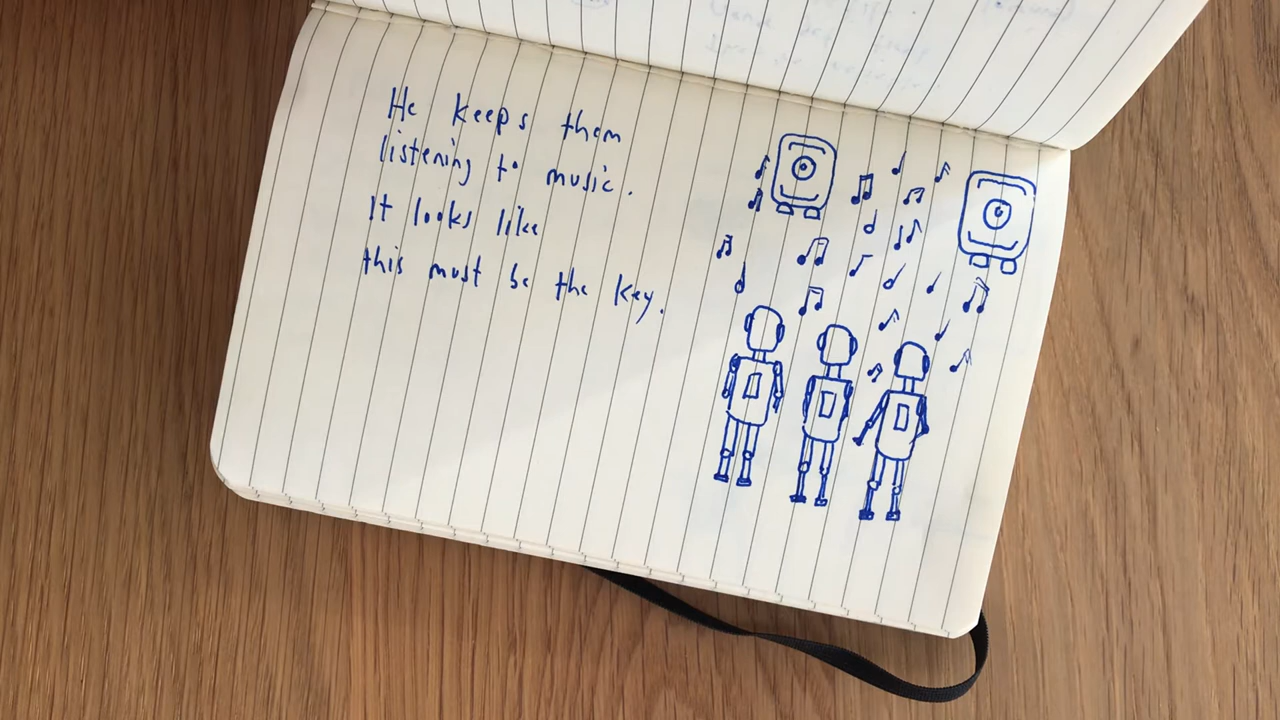 He keeps them
listening to music.
It looks like
this must be the key.